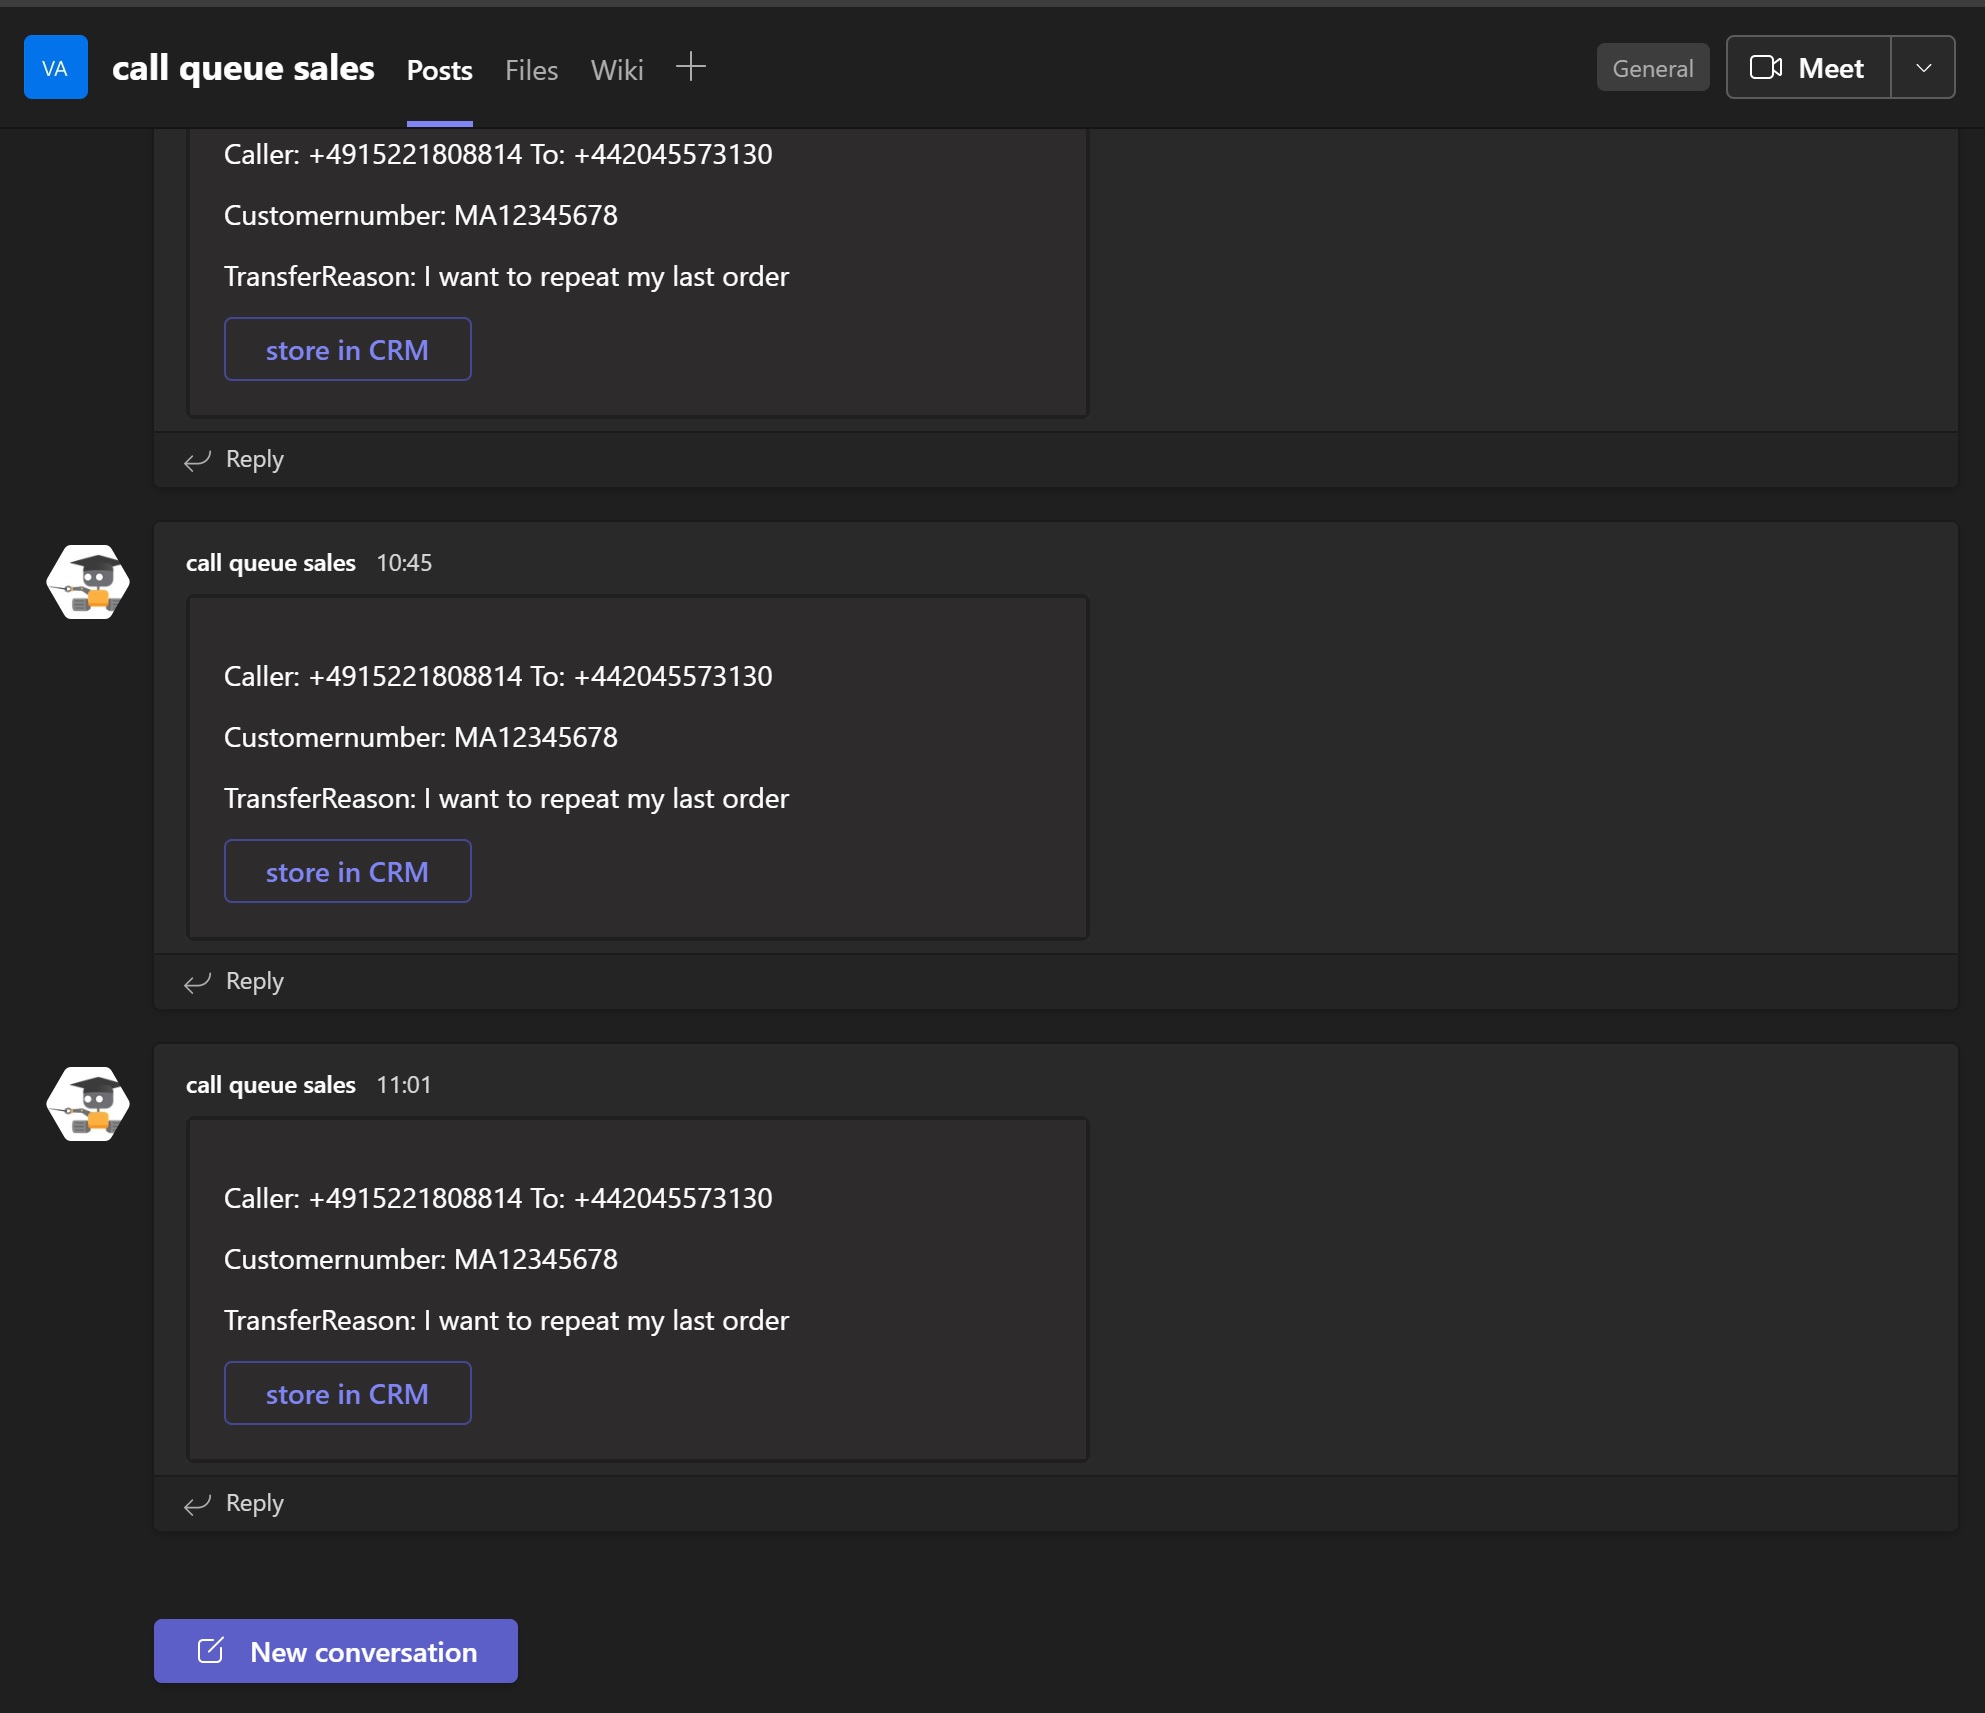 VA call queue sales Posts Files Wiki General Meet
Caller: +4915221808814 To: +442045573130
Customernumber: MA12345678
TransferReason: I want to repeat my last order
store in CRM
Reply
call queue sales 10:45
Caller: +4915221808814 To: +442045573130
Customernumber: MA12345678
TransferReason: I want to repeat my last order
store in CRM
Reply
call queue sales 11:01
Caller: +4915221808814 To: +442045573130
Customernumber: MA12345678
TransferReason: I want to repeat my last order
store in CRM
Reply
New conversation